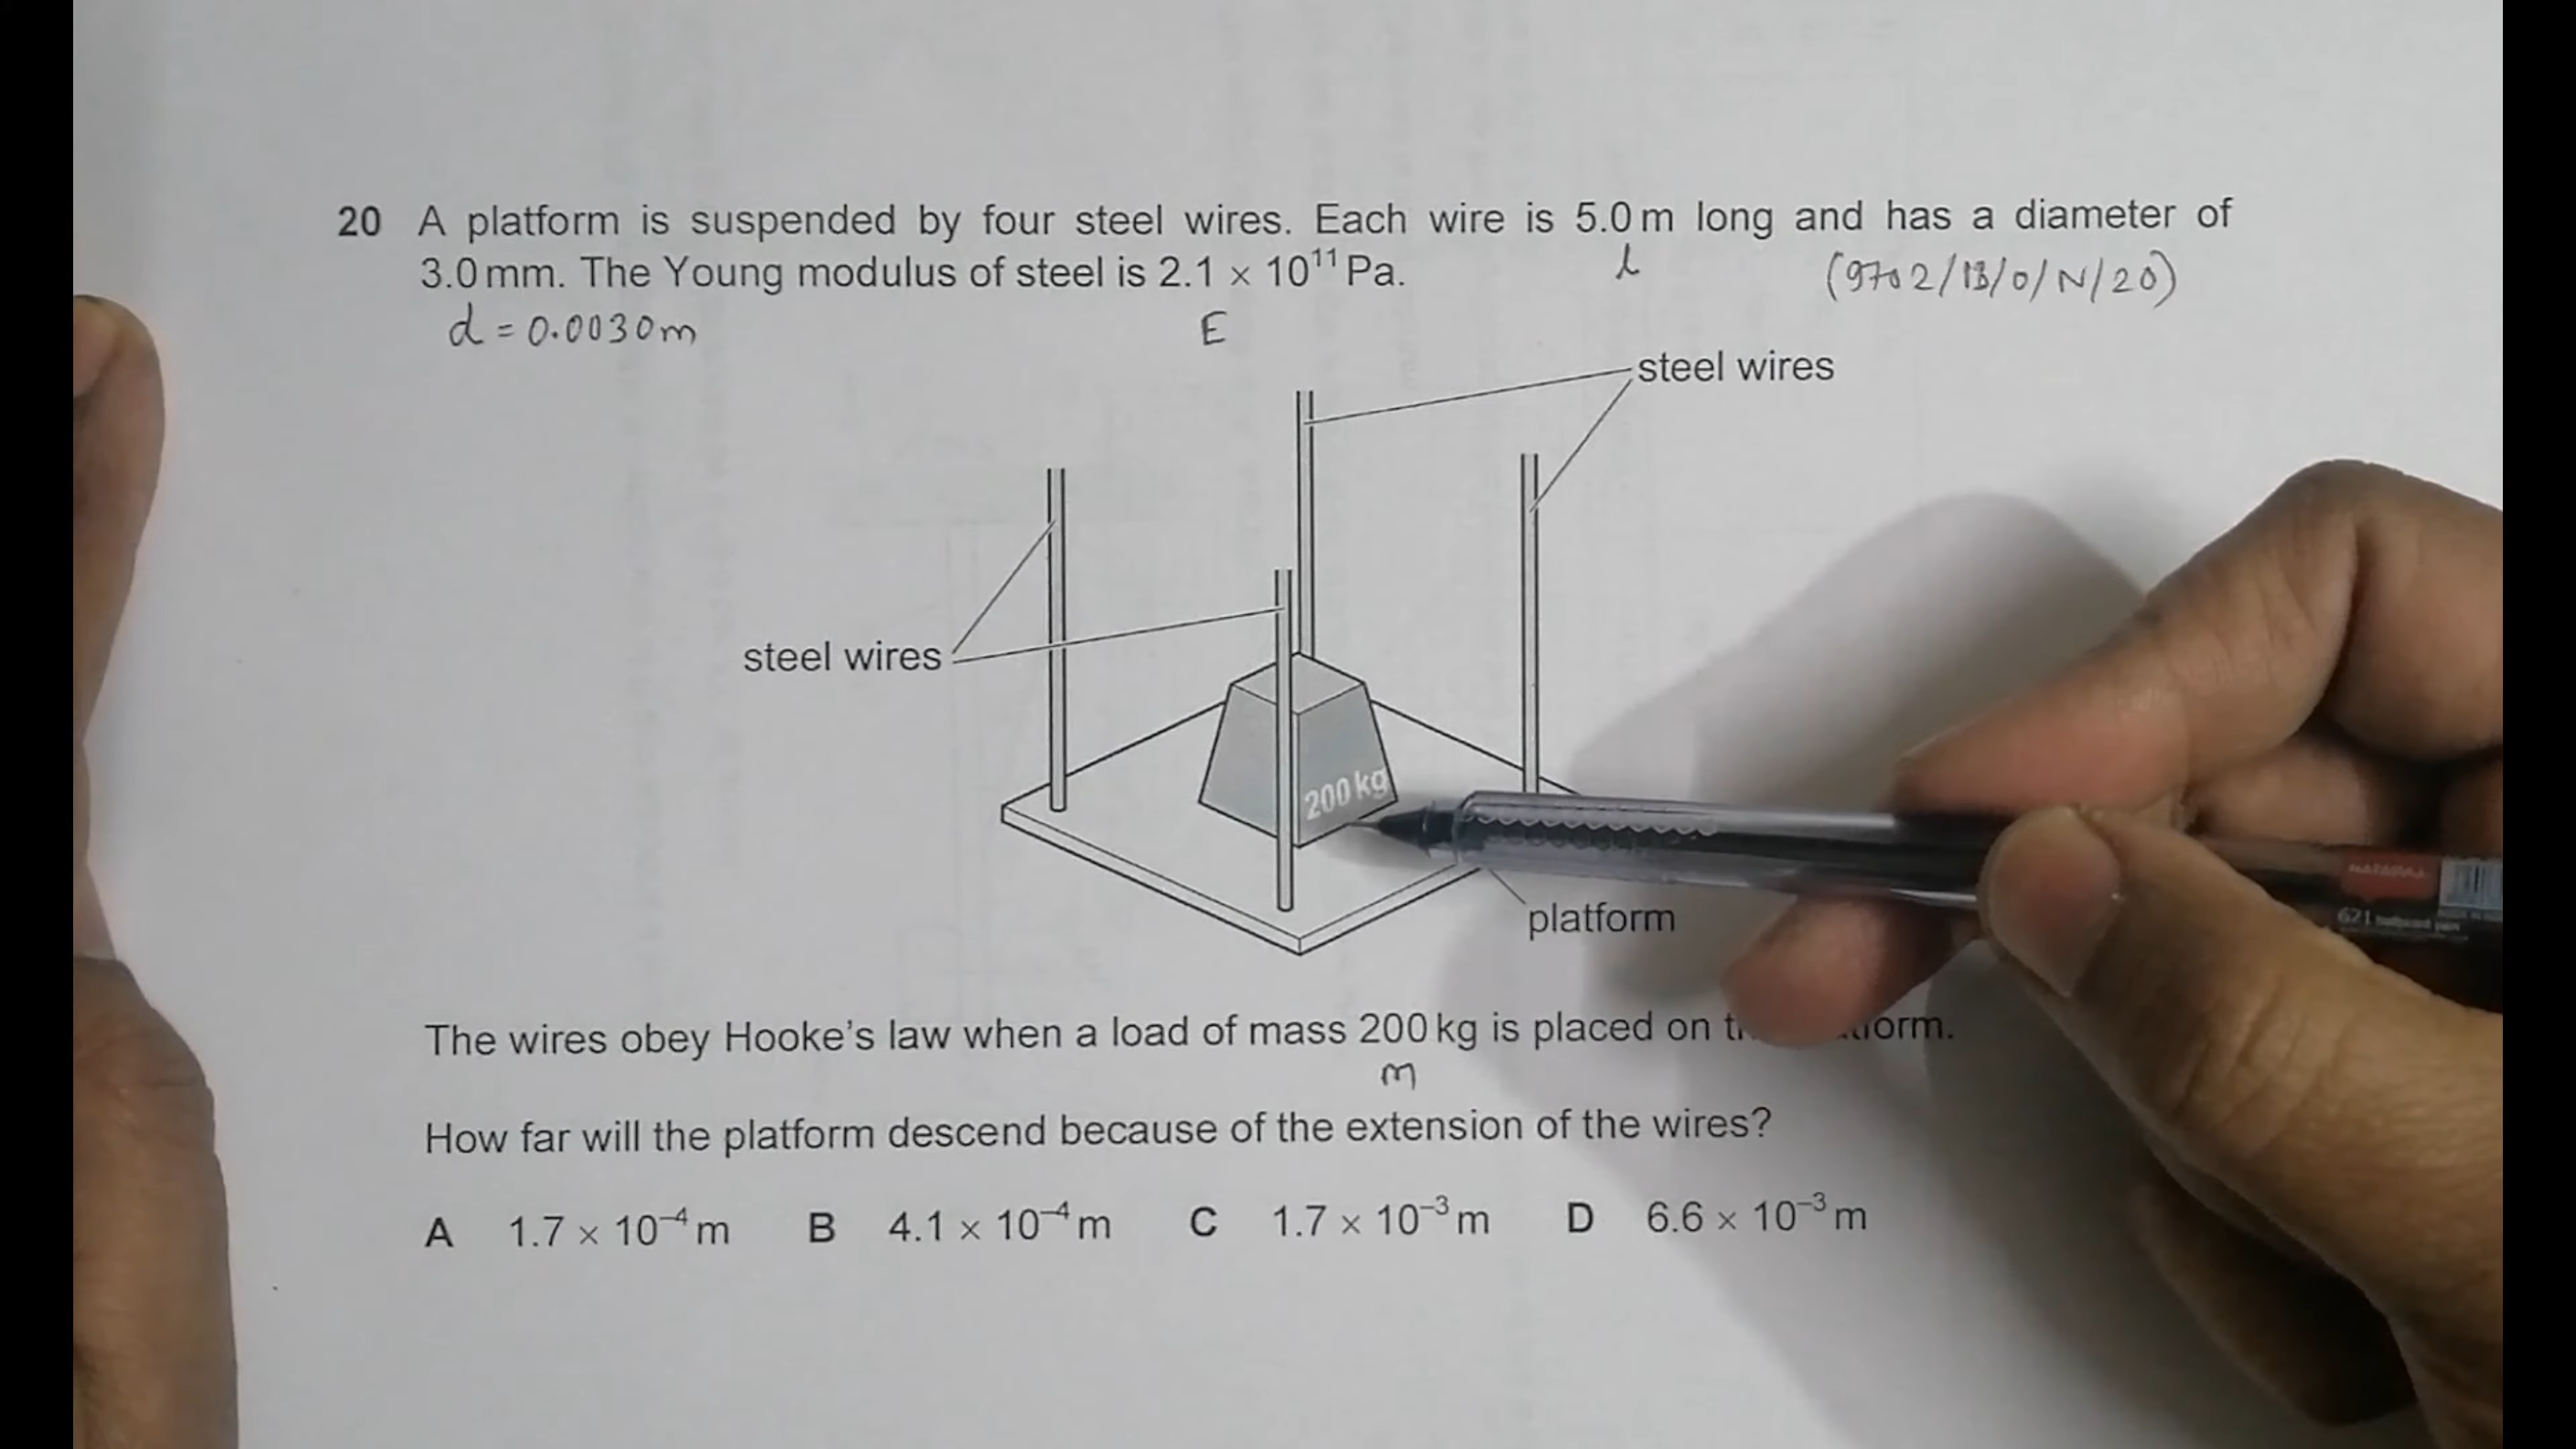 20 A platform is suspended by four steel wires. Each wire is 5.0 m long and has a diameter of
3.0 mm. The Young modulus of steel is 2.1 × 10¹¹ Pa.
l
(9702/13/O/N/20)
d = 0.0030m
E
steel wires
steel wires
200 kg
621
platform
The wires obey Hooke's law when a load of mass 200 kg is placed on
m
How far will the platform descend because of the extension of the wires?
A 1.7 × 10⁻⁴ m B 4.1 × 10⁻⁴ m C 1.7 × 10⁻³ m D 6.6 × 10⁻³ m